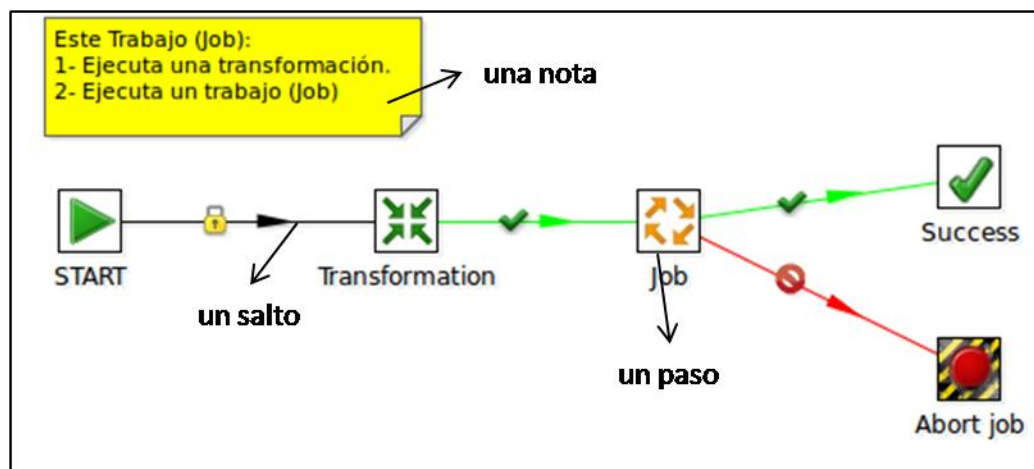 Este Trabajo (Job):
1- Ejecuta una transformación.
2- Ejecuta un trabajo (Job)
una nota
START
Transformation
Job
Success
un salto
un paso
Abort job